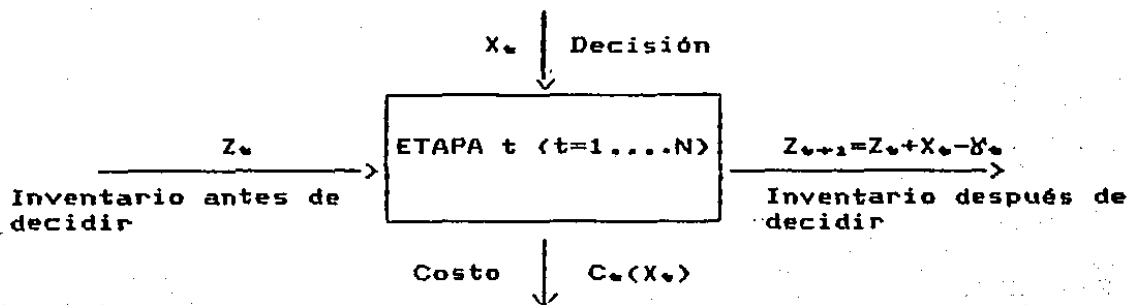 Xₜ Decisión
Zₜ
ETAPA t (t=1....N)
Zₜ₊₁=Zₜ+Xₜ-γₜ
Inventario antes de
decidir
Inventario después de
decidir
Costo Cₜ(Xₜ)